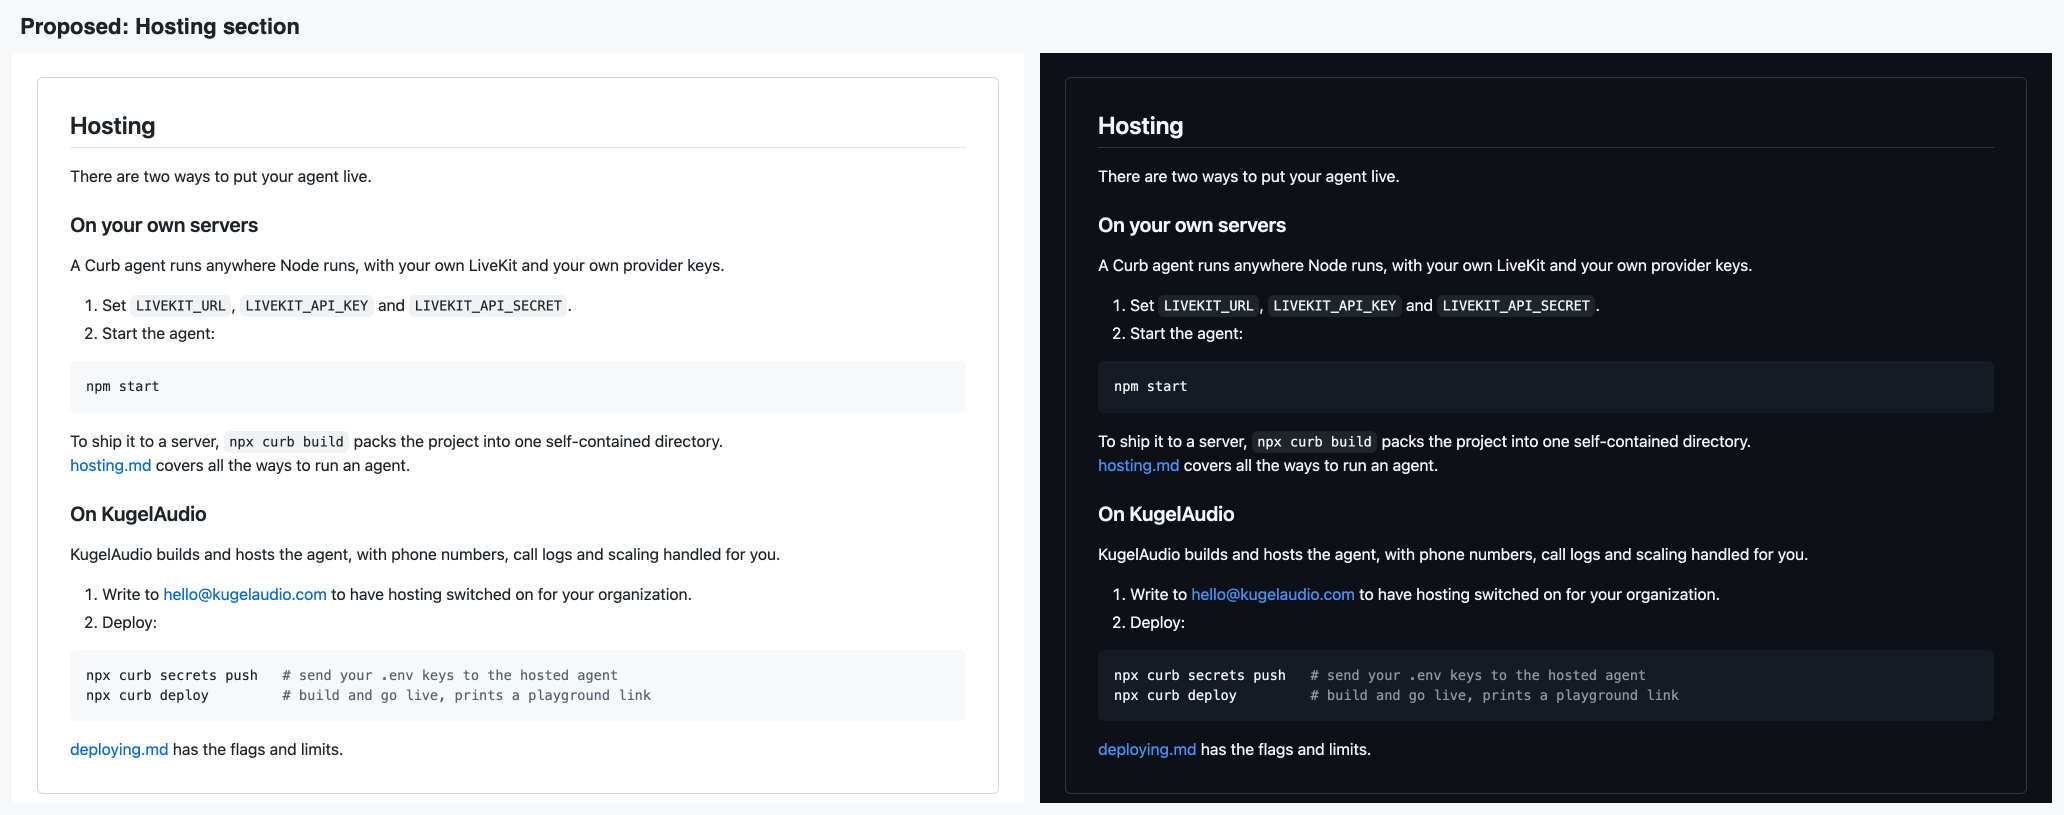 Proposed: Hosting section
Hosting
There are two ways to put your agent live.
On your own servers
A Curb agent runs anywhere Node runs, with your own LiveKit and your own provider keys.
1. Set LIVEKIT_URL, LIVEKIT_API_KEY and LIVEKIT_API_SECRET.
2. Start the agent:
npm start
To ship it to a server, npx curb build packs the project into one self-contained directory.
hosting.md covers all the ways to run an agent.
On KugelAudio
KugelAudio builds and hosts the agent, with phone numbers, call logs and scaling handled for you.
1. Write to hello@kugelaudio.com to have hosting switched on for your organization.
2. Deploy:
npx curb secrets push   # send your .env keys to the hosted agent
npx curb deploy         # build and go live, prints a playground link
deploying.md has the flags and limits.
Hosting
There are two ways to put your agent live.
On your own servers
A Curb agent runs anywhere Node runs, with your own LiveKit and your own provider keys.
1. Set LIVEKIT_URL, LIVEKIT_API_KEY and LIVEKIT_API_SECRET.
2. Start the agent:
npm start
To ship it to a server, npx curb build packs the project into one self-contained directory.
hosting.md covers all the ways to run an agent.
On KugelAudio
KugelAudio builds and hosts the agent, with phone numbers, call logs and scaling handled for you.
1. Write to hello@kugelaudio.com to have hosting switched on for your organization.
2. Deploy:
npx curb secrets push   # send your .env keys to the hosted agent
npx curb deploy         # build and go live, prints a playground link
deploying.md has the flags and limits.